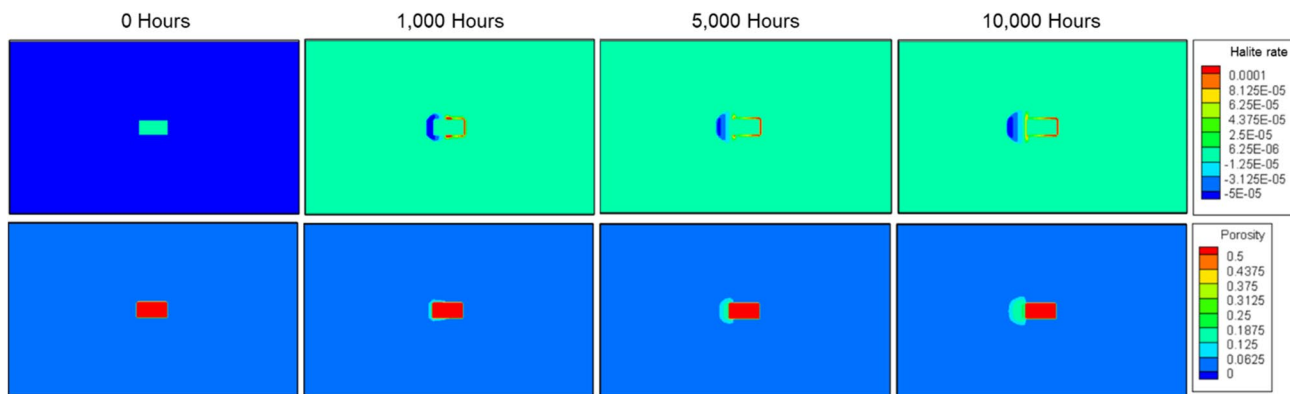 0 Hours
1,000 Hours
5,000 Hours
10,000 Hours
Halite rate
0.0001
8.125E-05
6.25E-05
4.375E-05
2.5E-05
6.25E-06
-1.25E-05
-3.125E-05
-5E-05
Porosity
0.5
0.4375
0.375
0.3125
0.25
0.1875
0.125
0.0625
0